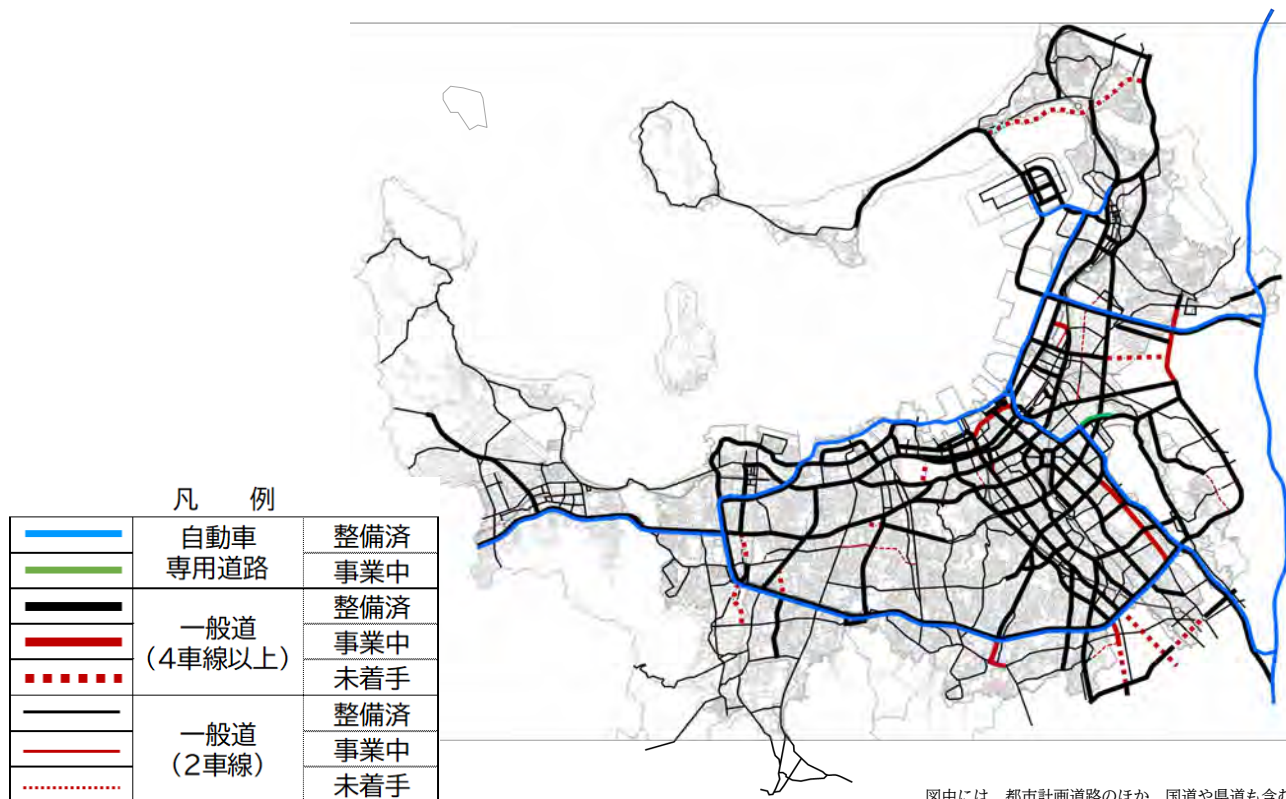 凡　例
自動車
専用道路
整備済
事業中
一般道
(4車線以上)
整備済
事業中
未着手
一般道
(2車線)
整備済
事業中
未着手
図中には、都市計画道路のほか、国道や県道も含む